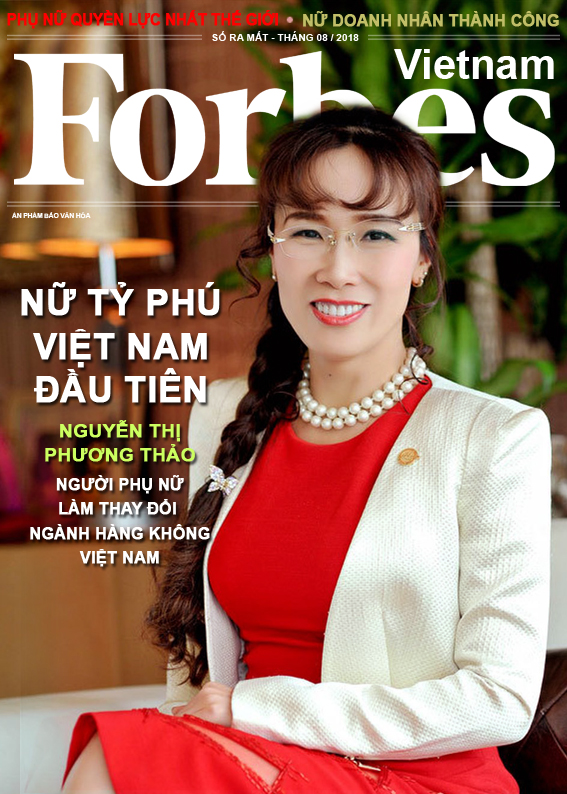 PHỤ NỮ QUYỀN LỰC NHẤT THẾ GIỚI • NỮ DOANH NHÂN THÀNH CÔNG
SỐ RA MẮT - THÁNG 08 / 2018
Forbes
Vietnam
ẤN PHẨM BÁO VĂN HÓA
NỮ TỶ PHÚ
VIỆT NAM
ĐẦU TIÊN
NGUYỄN THỊ
PHƯƠNG THẢO
NGƯỜI PHỤ NỮ
LÀM THAY ĐỔI
NGÀNH HÀNG KHÔNG
VIỆT NAM